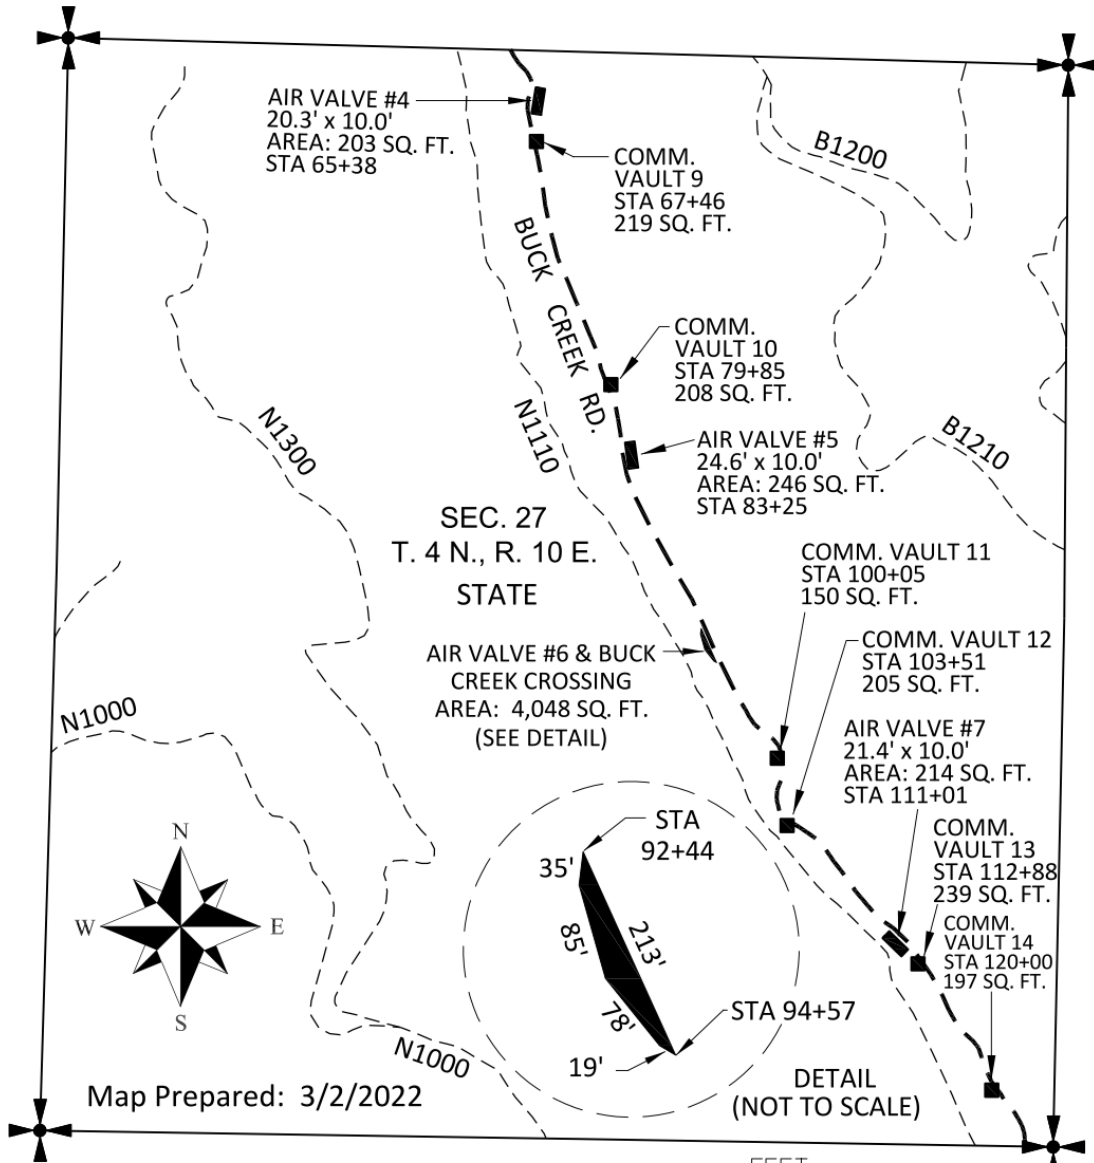 AIR VALVE #4
20.3' x 10.0'
AREA: 203 SQ. FT.
STA 65+38
COMM.
VAULT 9
STA 67+46
219 SQ. FT.
B1200
BUCK CREEK RD.
COMM.
VAULT 10
STA 79+85
208 SQ. FT.
N1300
N1110
AIR VALVE #5
24.6' x 10.0'
AREA: 246 SQ. FT.
STA 83+25
B1210
SEC. 27
T. 4 N., R. 10 E.
STATE
COMM. VAULT 11
STA 100+05
150 SQ. FT.
AIR VALVE #6 & BUCK
CREEK CROSSING
AREA: 4,048 SQ. FT.
(SEE DETAIL)
COMM. VAULT 12
STA 103+51
205 SQ. FT.
N1000
AIR VALVE #7
21.4' x 10.0'
AREA: 214 SQ. FT.
STA 111+01
COMM.
VAULT 13
STA 112+88
239 SQ. FT.
COMM.
VAULT 14
STA 120+00
197 SQ. FT.
N
W
E
S
STA
92+44
35'
85'
213'
78'
19'
STA 94+57
N1000
DETAIL
(NOT TO SCALE)
Map Prepared: 3/2/2022